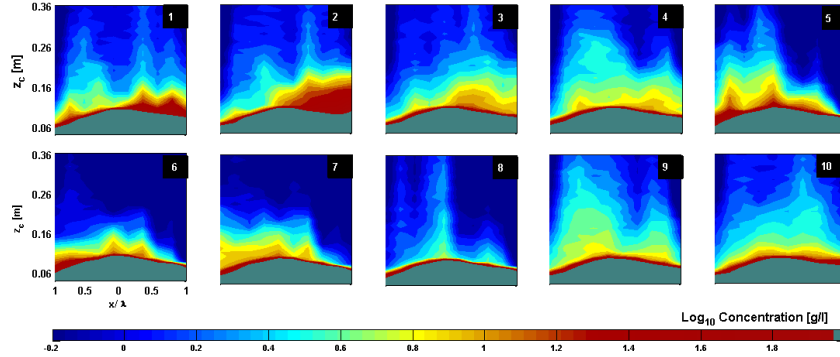 0.36 1 2 3 4 5
z_c [m] 0.26
0.16
0.06
0.36 6 7 8 9 10
z_c [m] 0.26
0.16
0.06
1 0.5 0 0.5 1
x/λ
Log₁₀ Concentration [g/l]
-0.2 0 0.2 0.4 0.6 0.8 1 1.2 1.4 1.6 1.8